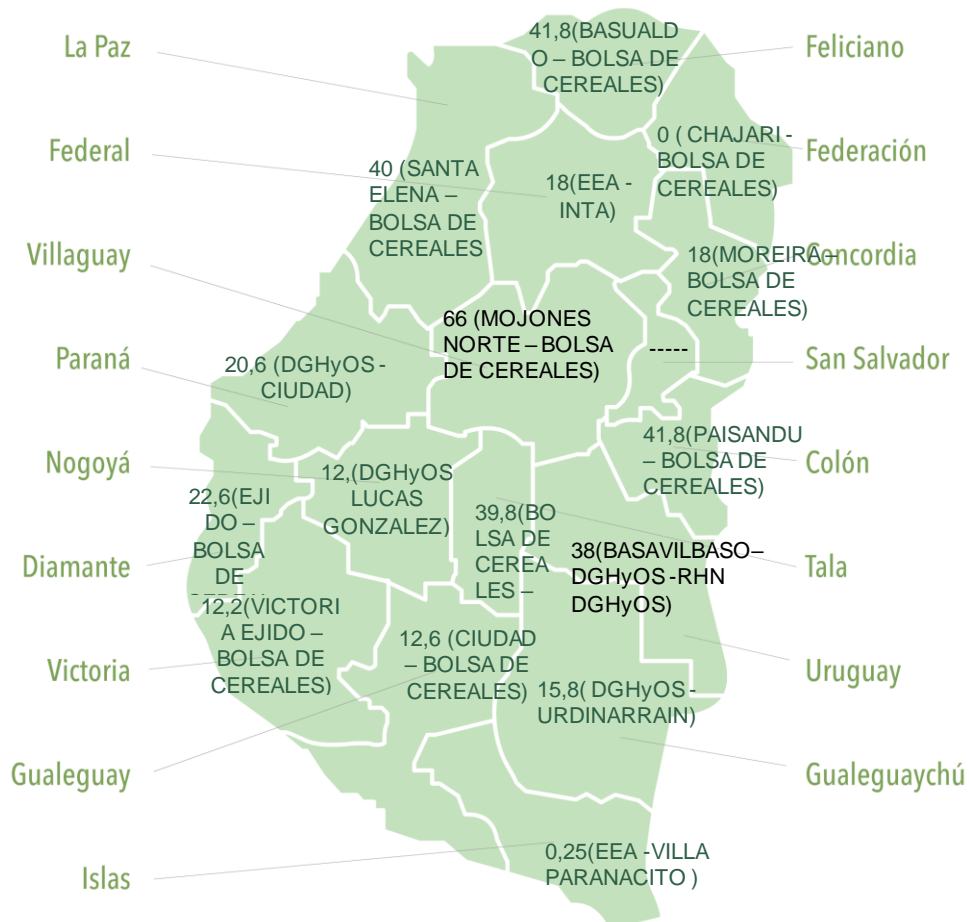 La Paz
41,8(BASUALD
O – BOLSA DE
CEREALES)
Feliciano
Federal
40 (SANTA
ELENA –
BOLSA DE
CEREALES
18(EEA -
INTA)
0 ( CHAJARI -
BOLSA DE
CEREALES)
Federación
Villaguay
18(MOREIRA–
BOLSA DE
CEREALES)
Concordia
66 (MOJONES
NORTE – BOLSA
DE CEREALES)
-----
San Salvador
Paraná
20,6 (DGHyOS -
CIUDAD)
Nogoyá
12,(DGHyOS
LUCAS
GONZALEZ)
41,8(PAISANDU
– BOLSA DE
CEREALES)
Colón
Diamante
22,6(EJI
DO –
BOLSA
DE
39,8(BO
LSA DE
CEREA
LES –
38(BASAVILBASO–
DGHyOS -RHN
DGHyOS)
Tala
Victoria
12,2(VICTORI
A EJIDO –
BOLSA DE
CEREALES)
12,6 (CIUDAD
– BOLSA DE
CEREALES)
Uruguay
15,8( DGHyOS -
URDINARRAIN)
Gualeguay
Gualeguaychú
Islas
0,25(EEA -VILLA
PARANACITO )